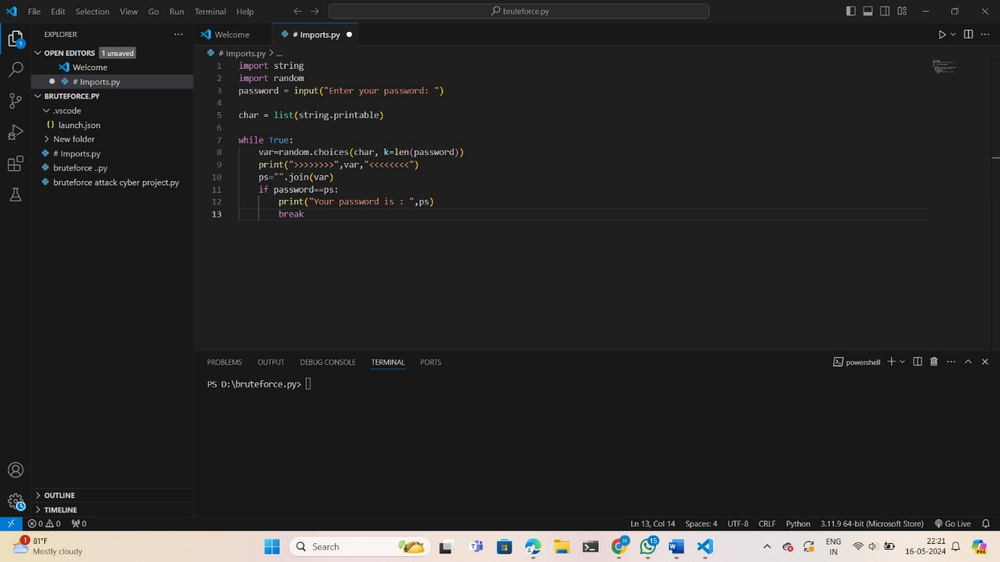 File Edit Selection View Go Run Terminal Help
bruteforce.py
EXPLORER
OPEN EDITORS 1 unsaved
Welcome
# Imports.py
BRUTEFORCE.PY
.vscode
{} launch.json
New folder
# Imports.py
bruteforce ..py
bruteforce attack cyber project.py
OUTLINE
TIMELINE
1
Welcome
# Imports.py
# Imports.py > ...
1 import string
2 import random
3 password = input("Enter your password: ")
4
5 char = list(string.printable)
6
7 while True:
8 var=random.choices(char, k=len(password))
9 print(">>>>>>>>",var,"<<<<<<<<")
10 ps="".join(var)
11 if password==ps:
12 print("Your password is : ",ps)
13 break
PROBLEMS OUTPUT DEBUG CONSOLE TERMINAL PORTS
powershell
PS D:\bruteforce.py>
0 0 0
Ln 13, Col 14 Spaces: 4 UTF-8 CRLF Python 3.11.9 64-bit (Microsoft Store) Go Live
1 81°F
Mostly cloudy
Search
H
15
ENG
IN
22:21
16-05-2024
PRE